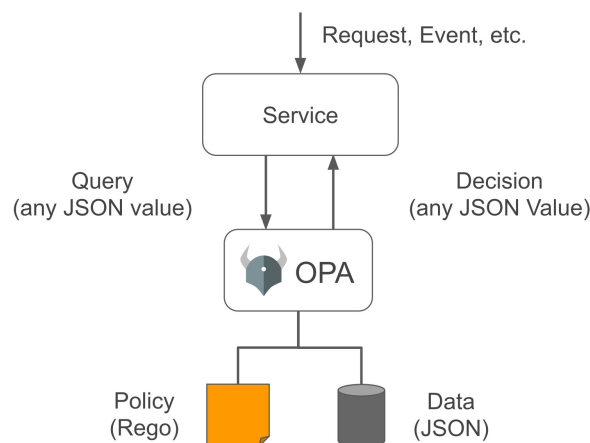 Request, Event, etc.
Service
Query
(any JSON value)
Decision
(any JSON Value)
OPA
Policy
(Rego)
Data
(JSON)